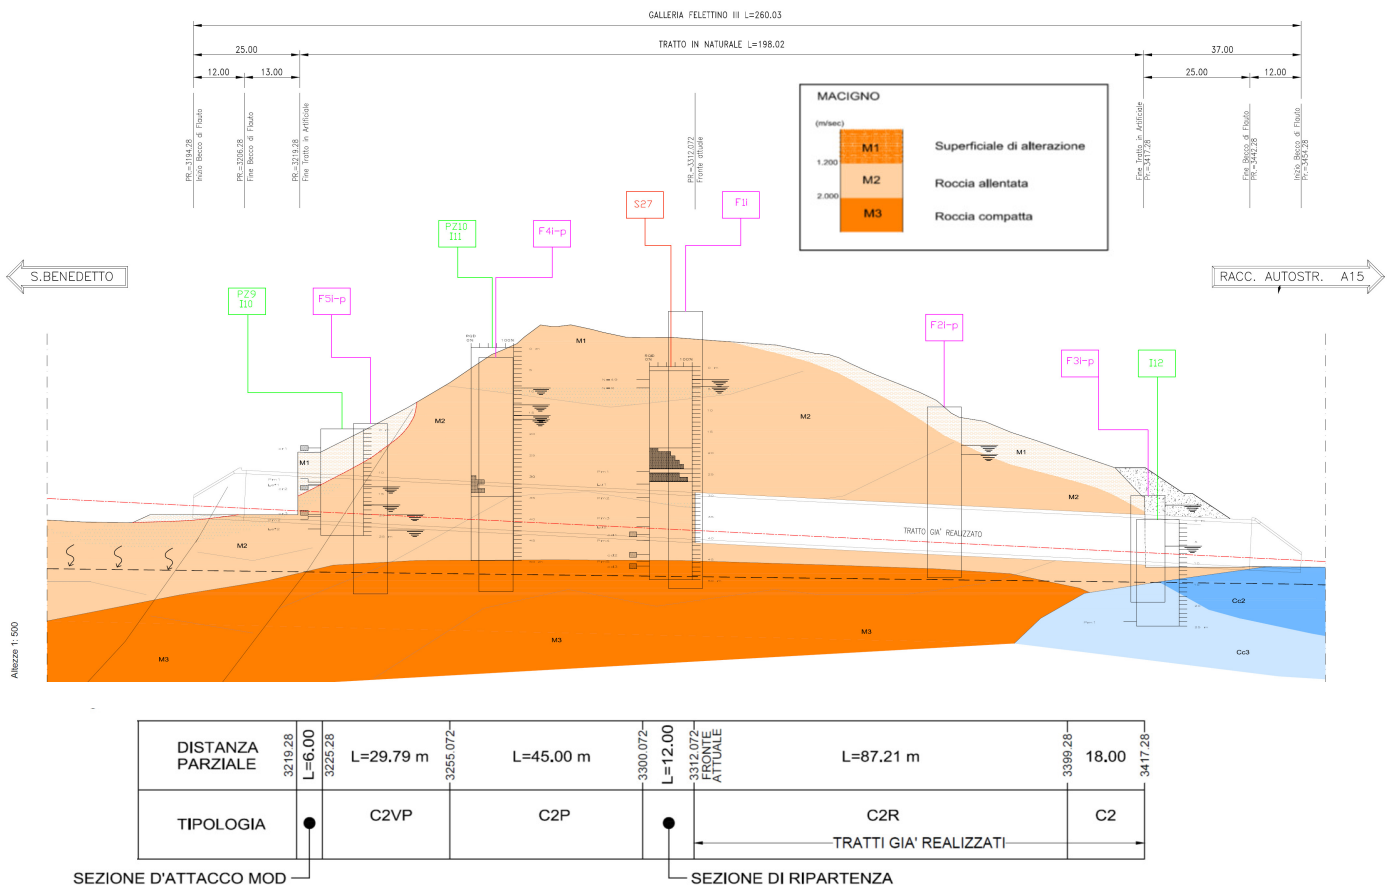 GALLERIA FELETTINO III L=260.03
25.00
TRATTO IN NATURALE L=198.02
37.00
12.00
13.00
25.00
12.00
PR.=3194.28
Inizio Becco di Flauto
PR.=3206.28
Fine Becco di Flauto
PR.=3219.28
Fine Tratto in Artificiale
PR.=3312.072
Fronte attuale
Fine Tratto in Artificiale
Pr.=3417.28
Fine Becco di Flauto
Pr.=3442.28
Inizio Becco di Flauto
Pr.=3454.28
MACIGNO
(m/sec)
M1
Superficiale di alterazione
1.200
M2
Roccia allentata
2.000
M3
Roccia compatta
S27
F1i
PZ10
I11
F4i-p
S.BENEDETTO
RACC. AUTOSTR. A15
PZ9
I10
F5i-p
F2i-p
F3i-p
I12
M1
M2
M2
M1
M1
M2
TRATTO GIA' REALIZZATO
M2
Cc2
M3
M3
M3
Cc3
Altezze 1: 500
DISTANZA
PARZIALE
3219.28
L=6.00
3225.28
L=29.79 m
3255.072
L=45.00 m
3300.072
L=12.00
3312.072
FRONTE
ATTUALE
L=87.21 m
3399.28
18.00
3417.28
TIPOLOGIA
C2VP
C2P
C2R
C2
TRATTI GIA' REALIZZATI
SEZIONE D'ATTACCO MOD
SEZIONE DI RIPARTENZA